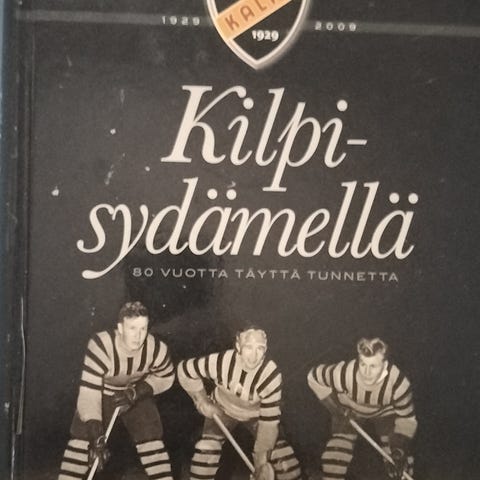 1929 2009
1929
Kilpi-
sydämellä
80 VUOTTA TÄYTTÄ TUNNETTA